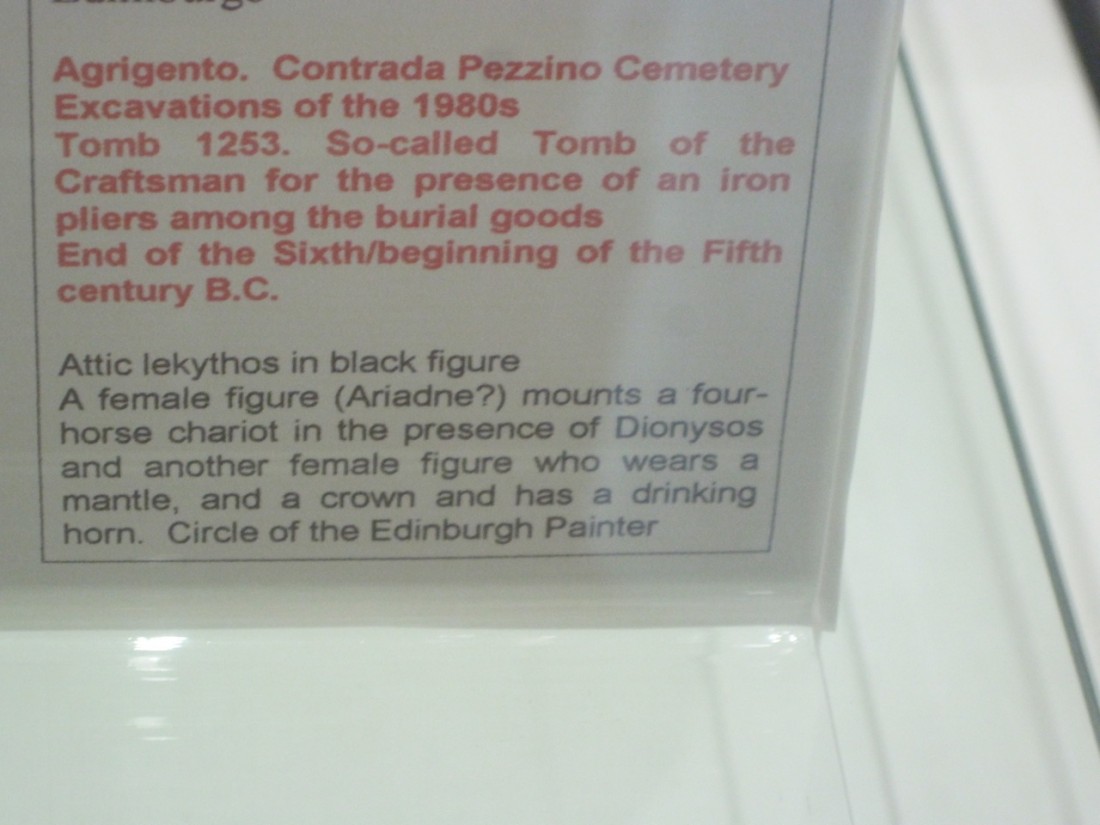 Agrigento. Contrada Pezzino Cemetery
Excavations of the 1980s
Tomb 1253. So-called Tomb of the
Craftsman for the presence of an iron
pliers among the burial goods
End of the Sixth/beginning of the Fifth
century B.C.
Attic lekythos in black figure
A female figure (Ariadne?) mounts a four-
horse chariot in the presence of Dionysos
and another female figure who wears a
mantle, and a crown and has a drinking
horn. Circle of the Edinburgh Painter